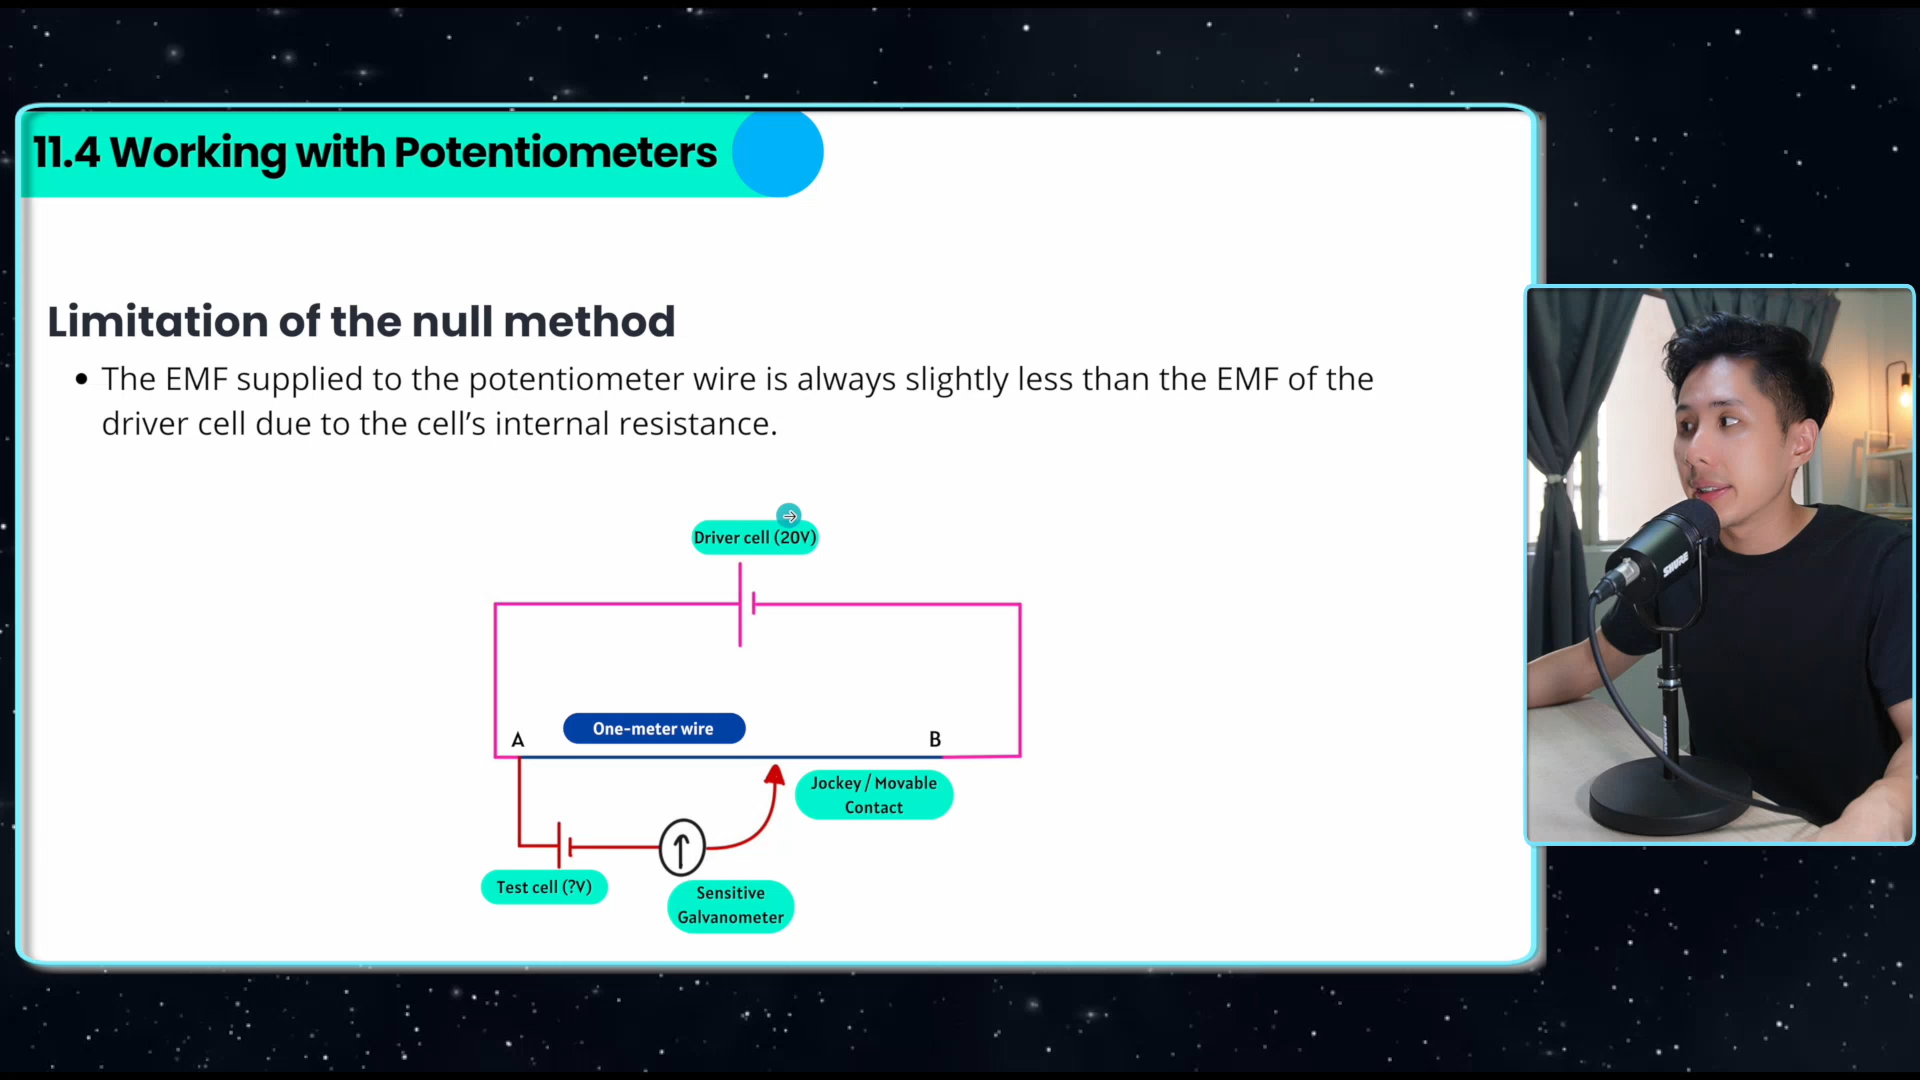 11.4 Working with Potentiometers
Limitation of the null method
• The EMF supplied to the potentiometer wire is always slightly less than the EMF of the
driver cell due to the cell’s internal resistance.
Driver cell (20V)
One-meter wire
A
B
Jockey / Movable
Contact
Test cell (?V)
Sensitive
Galvanometer
SHURE